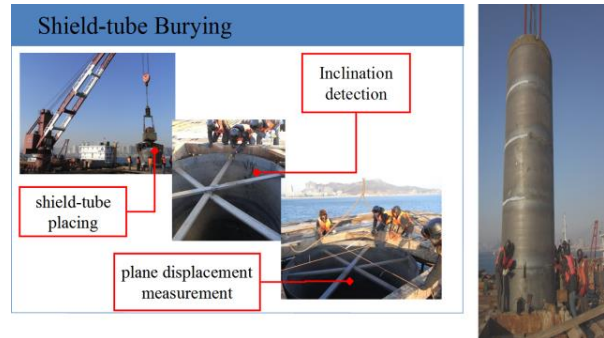 Shield-tube Burying
Inclination
detection
shield-tube
placing
plane displacement
measurement